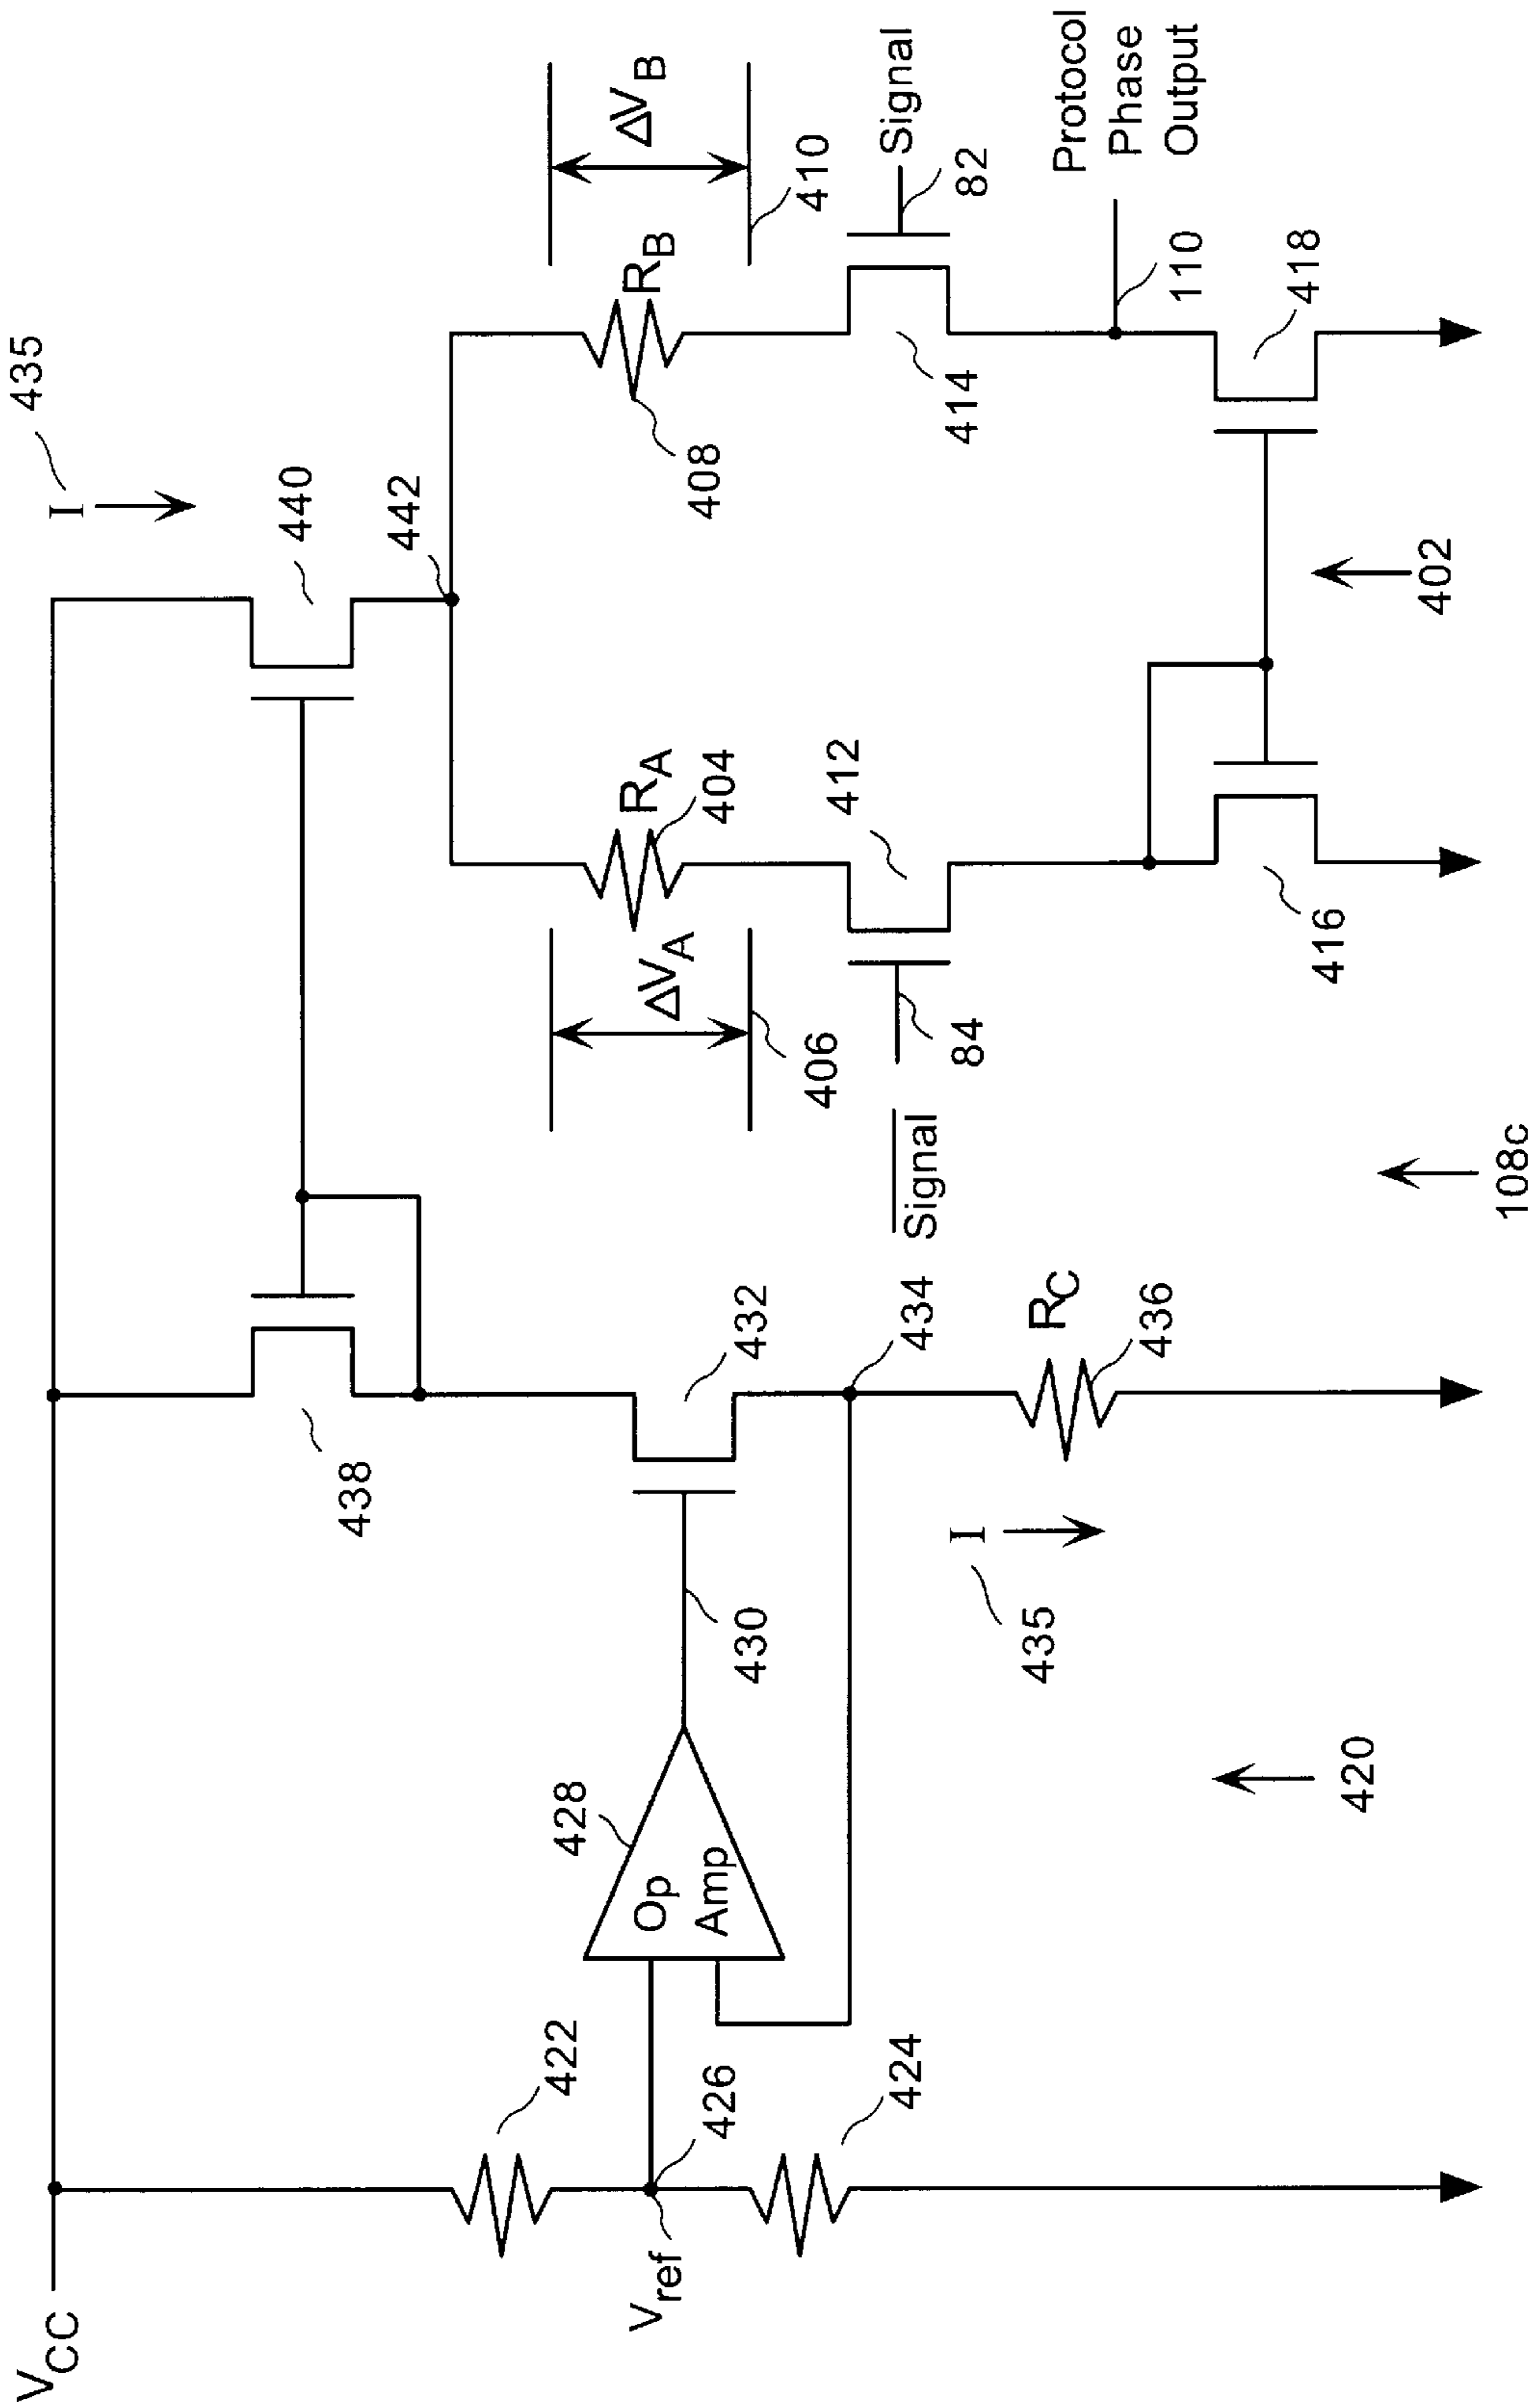 V_CC
435
I
440
442
438
R_A
404
R_B
408
ΔV_A
406
ΔV_B
410
422
428
Op
Amp
430
432
412
414
Signal
82
V_ref
426
424
434
Signal
84
435
I
R_C
436
416
110
418
Protocol
Phase
Output
420
402
108c